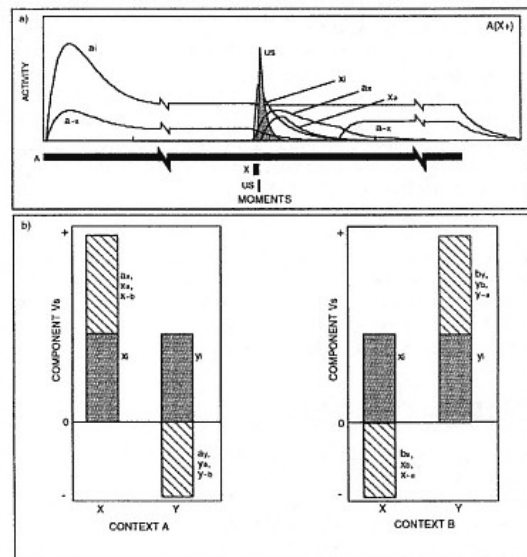 a)
A(X+)
ACTIVITY
ai
a-x
us
xi
ax
xa
a-x
A
X
us
MOMENTS
b)
COMPONENT Vs
+
0
-
ax,
xa,
x-b
xi
yi
ay,
ya,
y-b
X
Y
CONTEXT A
COMPONENT Vs
+
0
-
xi
bx,
xb,
x-a
by,
yb,
y-a
yi
X
Y
CONTEXT B